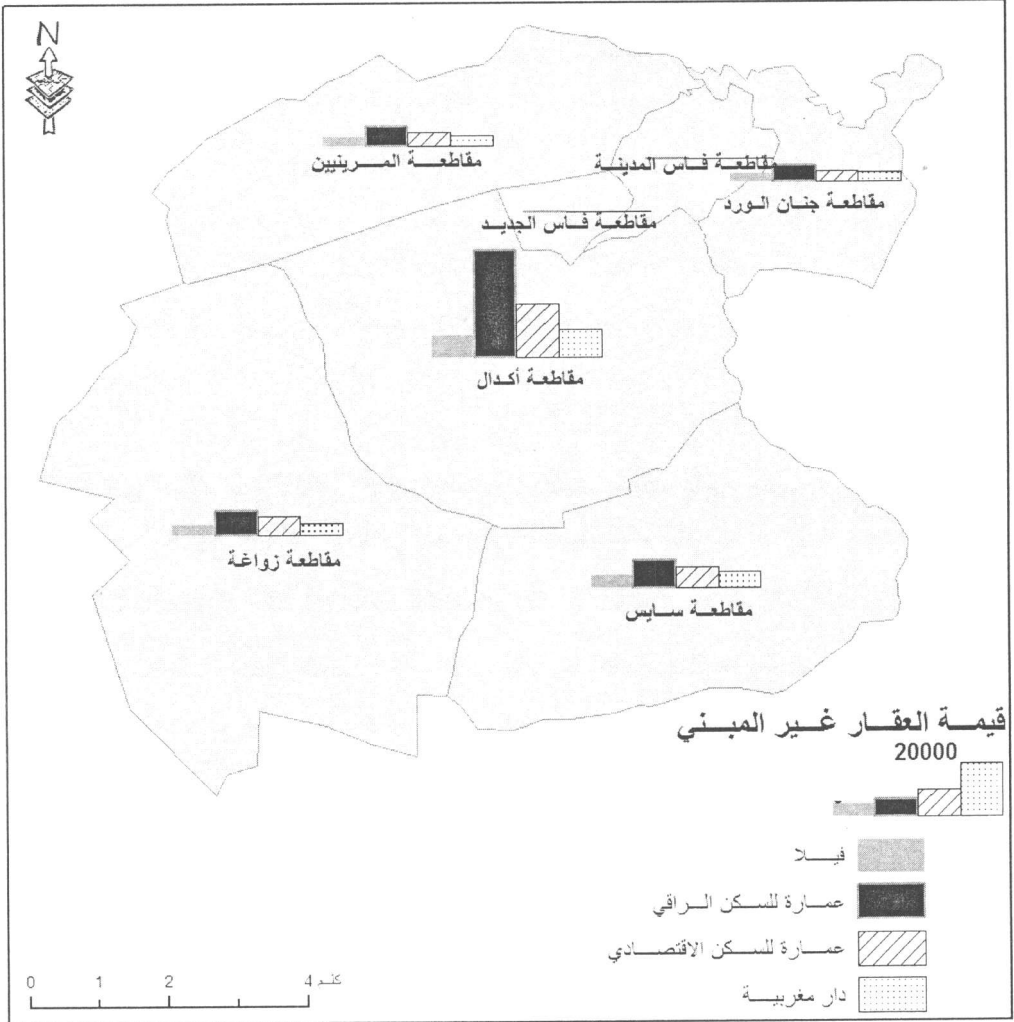 N
مقاطعة المرينيين
مقاطعة فاس المدينة
مقاطعة جنان الورد
مقاطعة فاس الجديد
مقاطعة أكدال
مقاطعة زواغة
مقاطعة سايس
قيمة العقار غير المبني
20000
فيلا
عمارة للسكن الراقي
عمارة للسكن الاقتصادي
دار مغربية
0 1 2 4 كلم